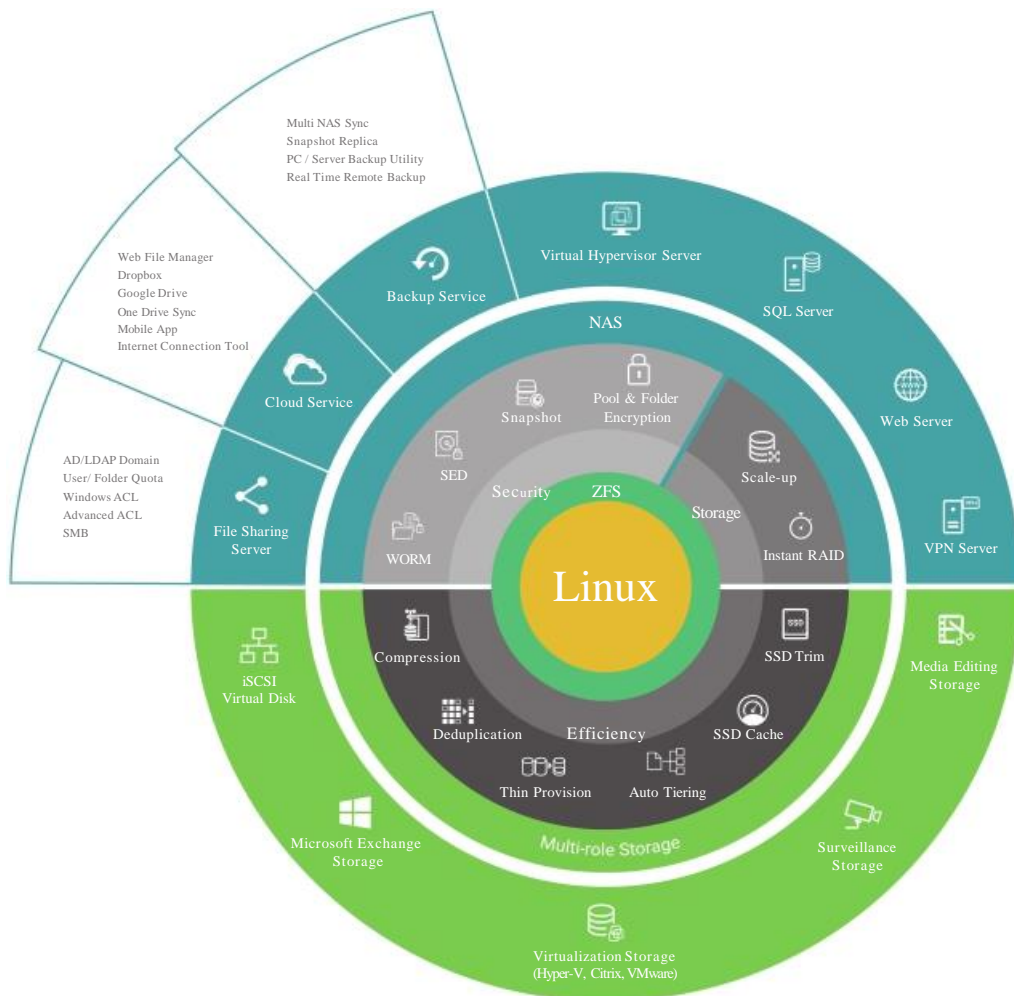 Multi NAS Sync
Snapshot Replica
PC / Server Backup Utility
Real Time Remote Backup
Web File Manager
Dropbox
Google Drive
One Drive Sync
Mobile App
Internet Connection Tool
AD/LDAP Domain
User/ Folder Quota
Windows ACL
Advanced ACL
SMB
Backup Service
Cloud Service
File Sharing
Server
Virtual Hypervisor Server
SQL Server
WWW
Web Server
VPN
VPN Server
NAS
Snapshot
Pool & Folder
Encryption
SED
WORM
Security
ZFS
Storage
Scale-up
Instant RAID
Linux
Compression
Deduplication
Thin Provision
Auto Tiering
SSD Cache
SSD
SSD Trim
Efficiency
Multi-role Storage
iSCSI
Virtual Disk
Microsoft Exchange
Storage
Virtualization Storage
(Hyper-V, Citrix, VMware)
Surveillance
Storage
Media Editing
Storage